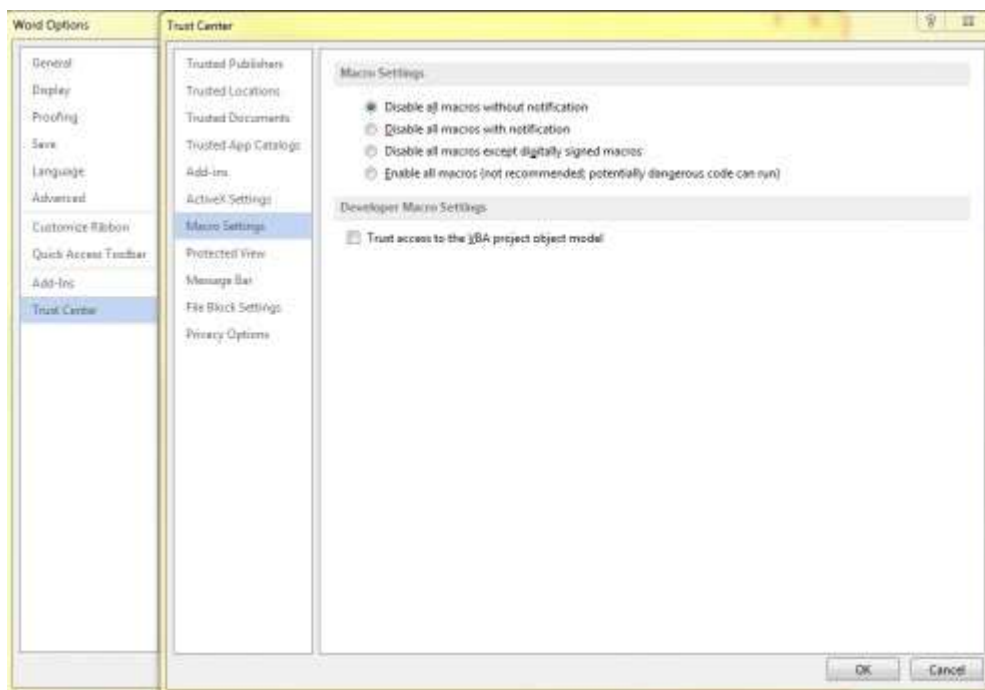 Word Options
Trust Center
General
Display
Proofing
Save
Language
Advanced
Customize Ribbon
Quick Access Toolbar
Add-Ins
Trust Center
Trusted Publishers
Trusted Locations
Trusted Documents
Trusted App Catalogs
Add-ins
ActiveX Settings
Macro Settings
Protected View
Message Bar
File Block Settings
Privacy Options
Macro Settings
Disable all macros without notification
Disable all macros with notification
Disable all macros except digitally signed macros
Enable all macros (not recommended; potentially dangerous code can run)
Developer Macro Settings
Trust access to the VBA project object model
OK
Cancel